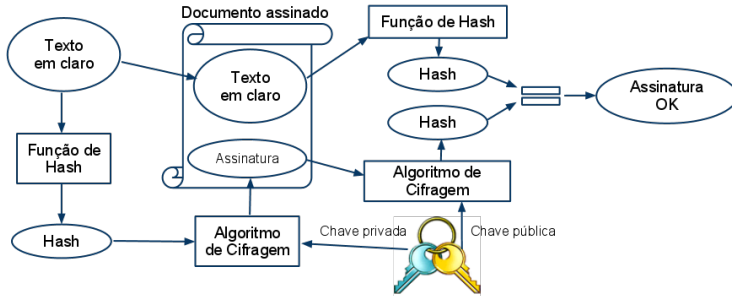 Documento assinado
Texto
em claro
Função de
Hash
Hash
Texto
em claro
Assinatura
Algoritmo
de Cifragem
Função de Hash
Hash
Hash
Algoritmo de
Cifragem
Chave privada
Chave pública
Assinatura
OK